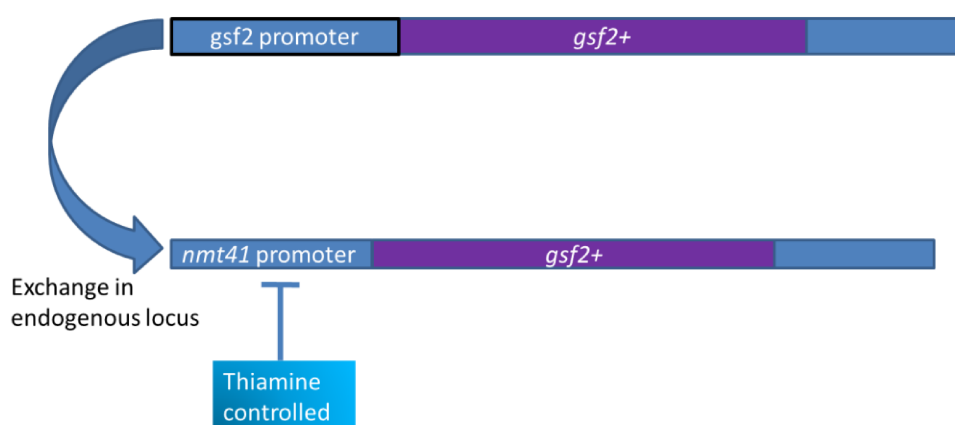 gsf2 promoter gsf2+
nmt41 promoter gsf2+
Exchange in
endogenous locus
Thiamine
controlled